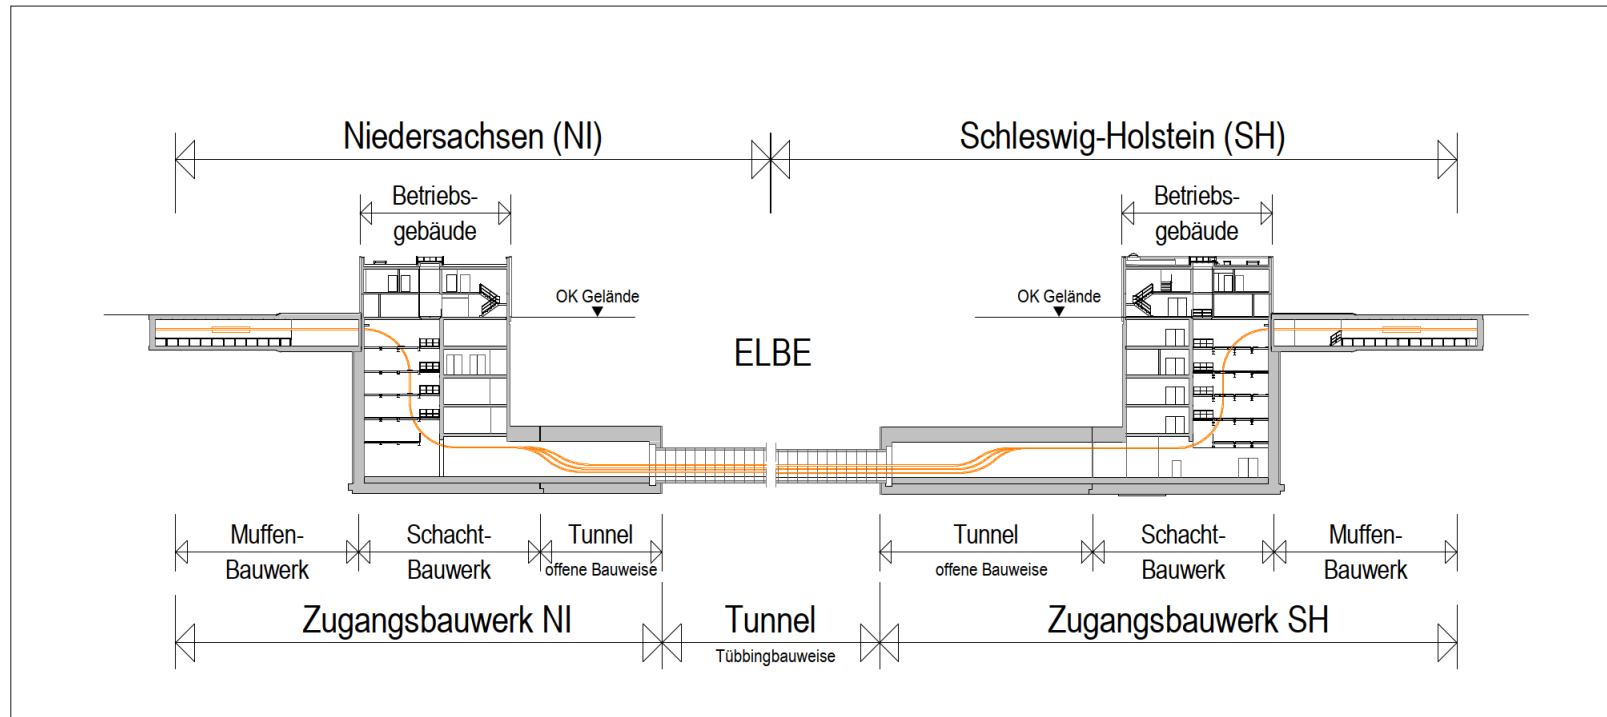 Niedersachsen (NI)
Schleswig-Holstein (SH)
Betriebs-
gebäude
Betriebs-
gebäude
OK Gelände
OK Gelände
ELBE
Muffen-
Bauwerk
Schacht-
Bauwerk
Tunnel
offene Bauweise
Tunnel
offene Bauweise
Schacht-
Bauwerk
Muffen-
Bauwerk
Zugangsbauwerk NI
Tunnel
Tübbingbauweise
Zugangsbauwerk SH